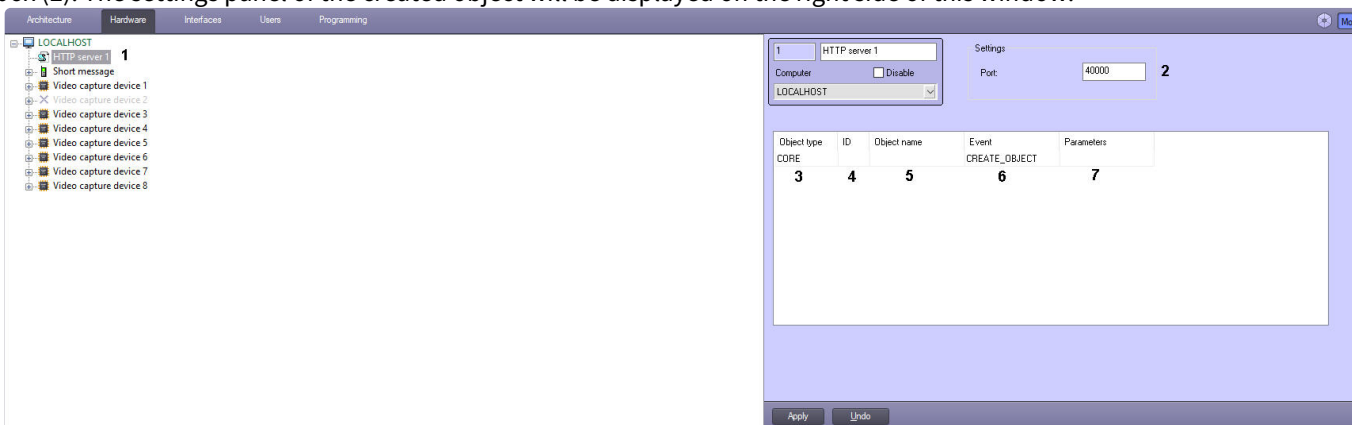 (2). The settings panel of the created object will be displayed on the right side of this window.
Architecture Hardware Interfaces Users Programming
LOCALHOST
HTTP server 1 1
Short message
Video capture device 1
Video capture device 2
Video capture device 3
Video capture device 4
Video capture device 5
Video capture device 6
Video capture device 7
Video capture device 8
1 HTTP server 1
Computer Disable
LOCALHOST
Settings
Port: 40000 2
Object type ID Object name Event Parameters
CORE CREATE_OBJECT
3 4 5 6 7
Apply Undo